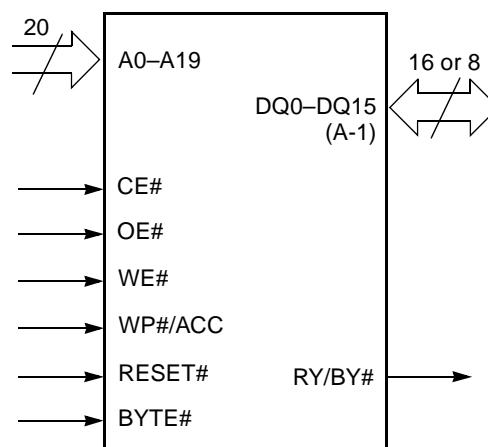 20
A0–A19
16 or 8
DQ0–DQ15
(A-1)
CE#
OE#
WE#
WP#/ACC
RESET#
RY/BY#
BYTE#